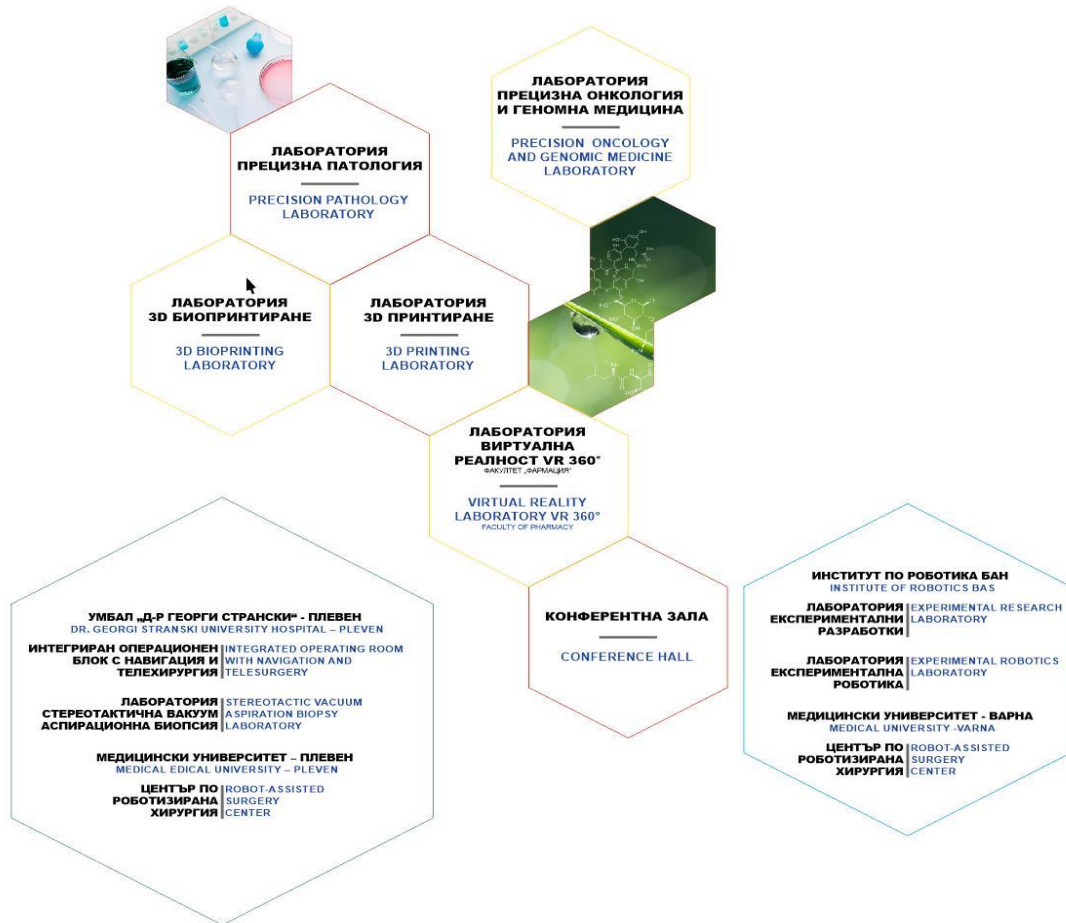 ЛАБОРАТОРИЯ
ПРЕЦИЗНА ОНКОЛОГИЯ
И ГЕНОМНА МЕДИЦИНА
PRECISION ONCOLOGY
AND GENOMIC MEDICINE
LABORATORY
ЛАБОРАТОРИЯ
ПРЕЦИЗНА ПАТОЛОГИЯ
PRECISION PATHOLOGY
LABORATORY
ЛАБОРАТОРИЯ
3D БИОПРИНТИРАНЕ
3D BIOPRINTING
LABORATORY
ЛАБОРАТОРИЯ
3D ПРИНТИРАНЕ
3D PRINTING
LABORATORY
ЛАБОРАТОРИЯ
ВИРТУАЛНА
РЕАЛНОСТ VR 360°
ФАКУЛТЕТ „ФАРМАЦИЯ“
VIRTUAL REALITY
LABORATORY VR 360°
FACULTY OF PHARMACY
КОНФЕРЕНТНА ЗАЛА
CONFERENCE HALL
УМБАЛ „Д-Р ГЕОРГИ СТРАНСКИ“ - ПЛЕВЕН
DR. GEORGI STRANSKI UNIVERSITY HOSPITAL – PLEVEN
ИНТЕГРИРАН ОПЕРАЦИОНЕН
БЛОК С НАВИГАЦИЯ И
ТЕЛЕХИРУРГИЯ
INTEGRATED OPERATING ROOM
WITH NAVIGATION AND
TELESURGERY
ЛАБОРАТОРИЯ
СТЕРЕОТАКТИЧНА ВАКУУМ
АСПИРАЦИОННА БИОПСИЯ
STEREOTACTIC VACUUM
ASPIRATION BIOPSY
LABORATORY
МЕДИЦИНСКИ УНИВЕРСИТЕТ – ПЛЕВЕН
MEDICAL EDICAL UNIVERSITY – PLEVEN
ЦЕНТЪР ПО
РОБОТИЗИРАНА
ХИРУРГИЯ
ROBOT-ASSISTED
SURGERY
CENTER
ИНСТИТУТ ПО РОБОТИКА БАН
INSTITUTE OF ROBOTICS BAS
ЛАБОРАТОРИЯ
ЕКСПЕРИМЕНТАЛНИ
РАЗРАБОТКИ
EXPERIMENTAL RESEARCH
LABORATORY
ЛАБОРАТОРИЯ
ЕКСПЕРИМЕНТАЛНА
РОБОТИКА
EXPERIMENTAL ROBOTICS
LABORATORY
МЕДИЦИНСКИ УНИВЕРСИТЕТ - ВАРНА
MEDICAL UNIVERSITY -VARNA
ЦЕНТЪР ПО
РОБОТИЗИРАНА
ХИРУРГИЯ
ROBOT-ASSISTED
SURGERY
CENTER